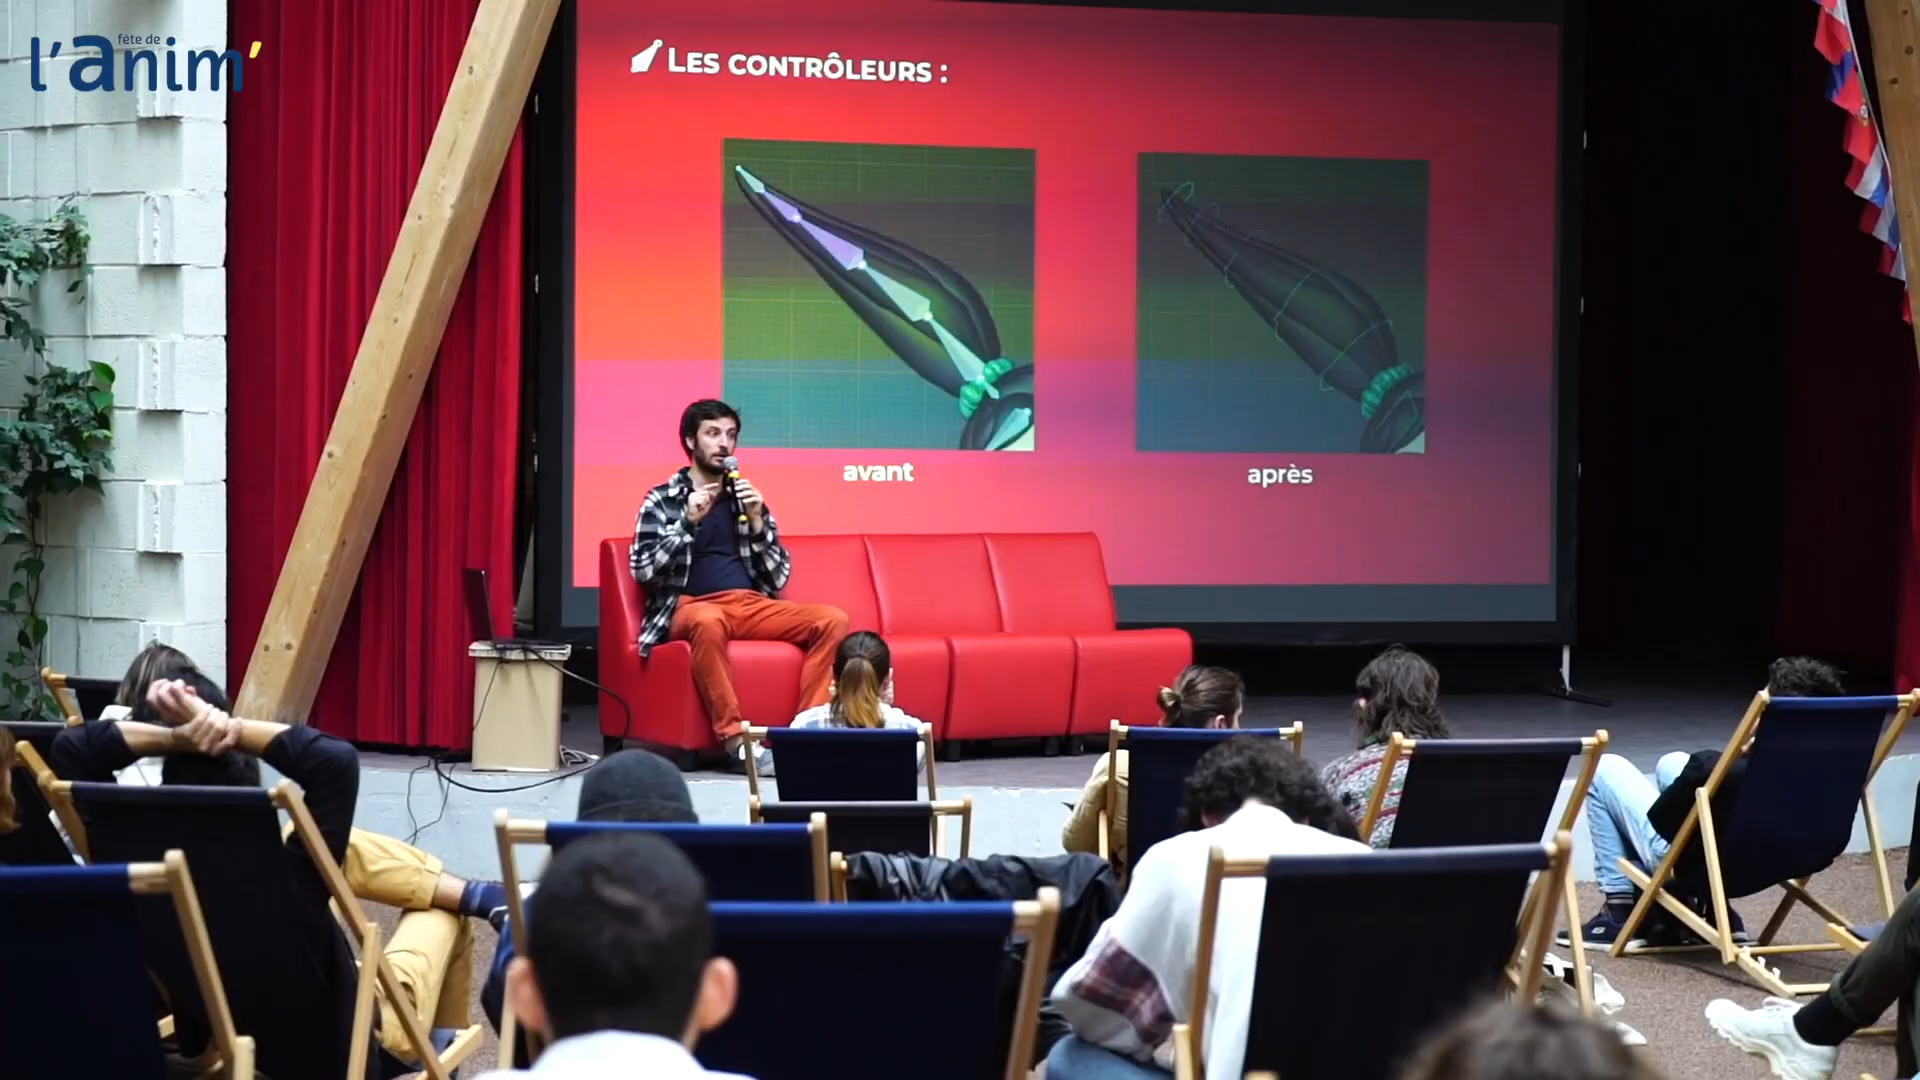 fête de
l'anim'
LES CONTRÔLEURS :
avant
après